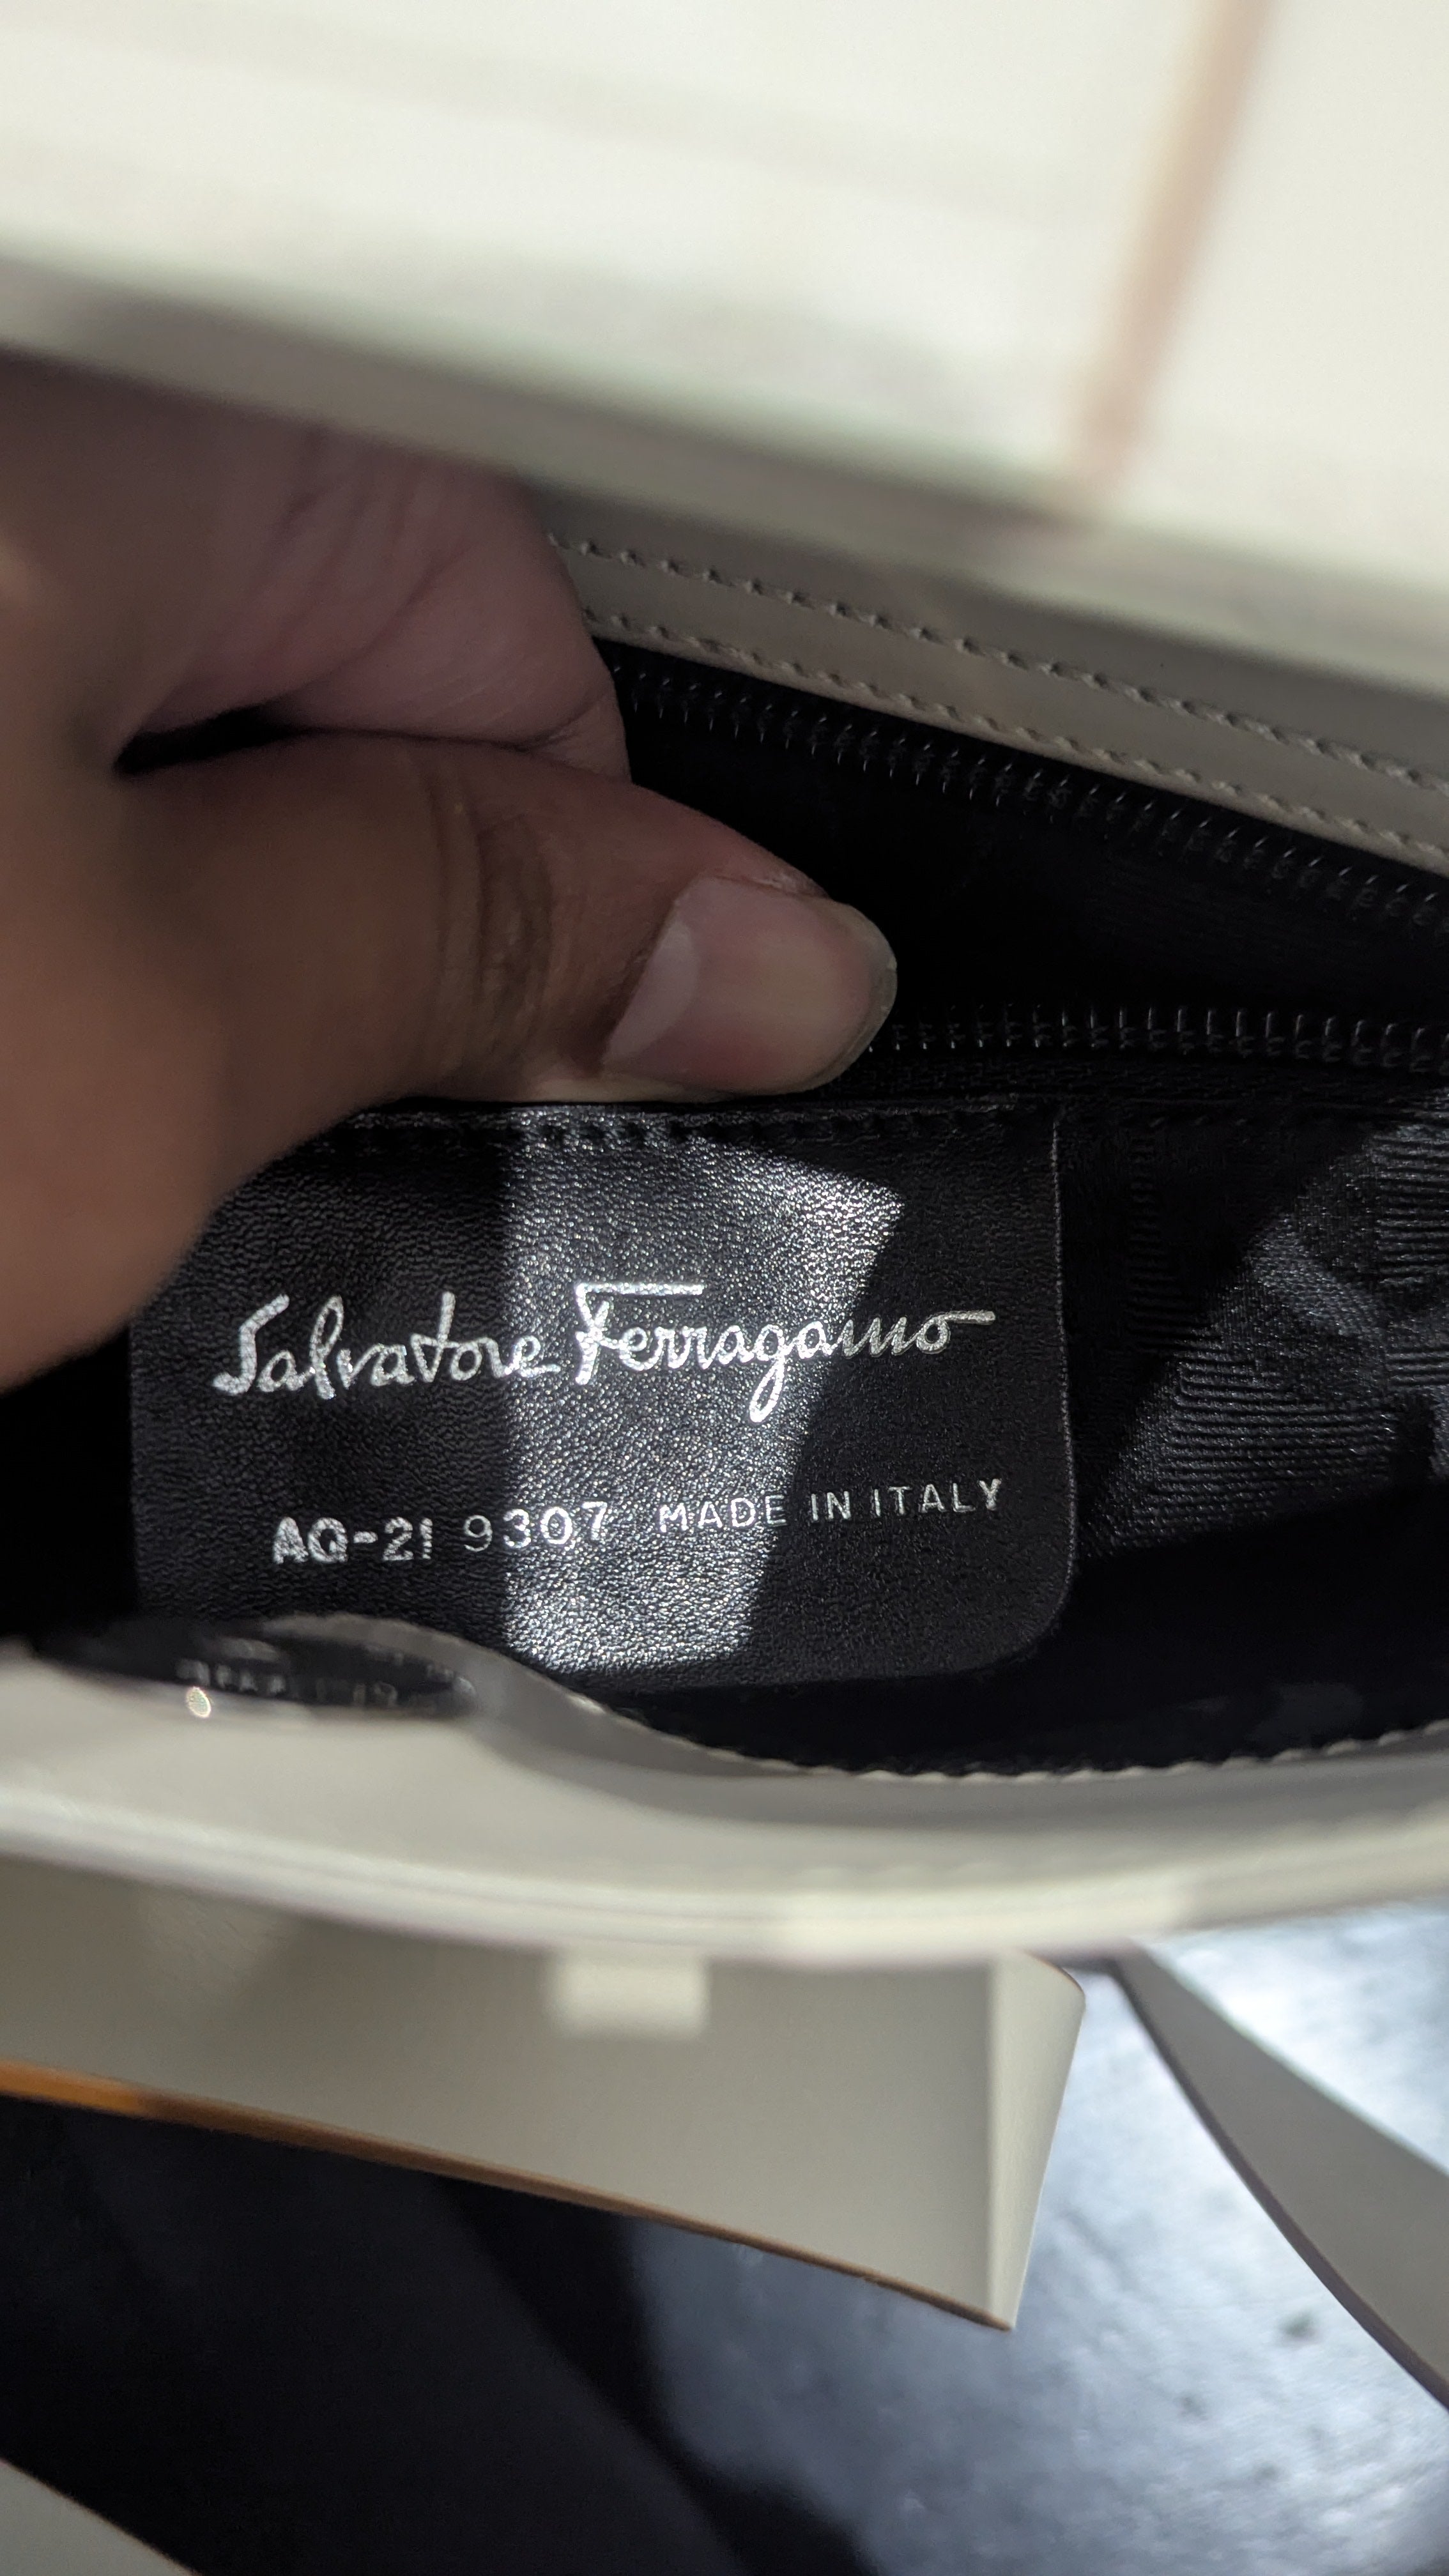 Salvatore Ferragamo
AQ-21 9307 MADE IN ITALY